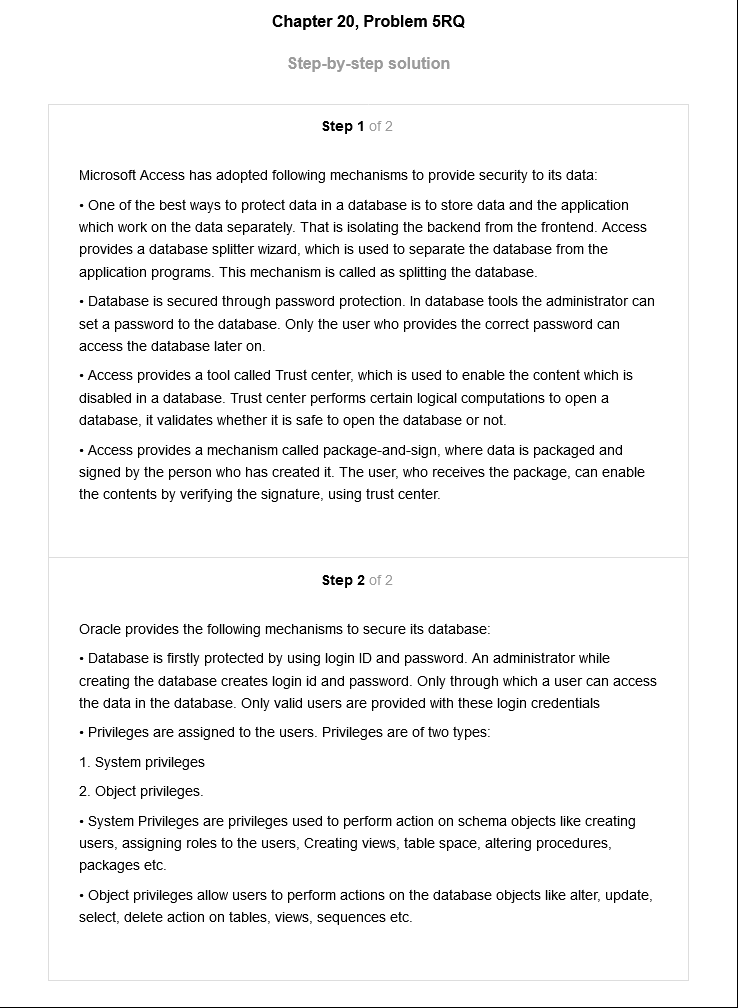 Chapter 20, Problem 5RQ
Step-by-step solution
Step 1 of 2
Microsoft Access has adopted following mechanisms to provide security to its data:
• One of the best ways to protect data in a database is to store data and the application
which work on the data separately. That is isolating the backend from the frontend. Access
provides a database splitter wizard, which is used to separate the database from the
application programs. This mechanism is called as splitting the database.
• Database is secured through password protection. In database tools the administrator can
set a password to the database. Only the user who provides the correct password can
access the database later on.
• Access provides a tool called Trust center, which is used to enable the content which is
disabled in a database. Trust center performs certain logical computations to open a
database, it validates whether it is safe to open the database or not.
• Access provides a mechanism called package-and-sign, where data is packaged and
signed by the person who has created it. The user, who receives the package, can enable
the contents by verifying the signature, using trust center.
Step 2 of 2
Oracle provides the following mechanisms to secure its database:
• Database is firstly protected by using login ID and password. An administrator while
creating the database creates login id and password. Only through which a user can access
the data in the database. Only valid users are provided with these login credentials
• Privileges are assigned to the users. Privileges are of two types:
1. System privileges
2. Object privileges.
• System Privileges are privileges used to perform action on schema objects like creating
users, assigning roles to the users, Creating views, table space, altering procedures,
packages etc.
• Object privileges allow users to perform actions on the database objects like alter, update,
select, delete action on tables, views, sequences etc.